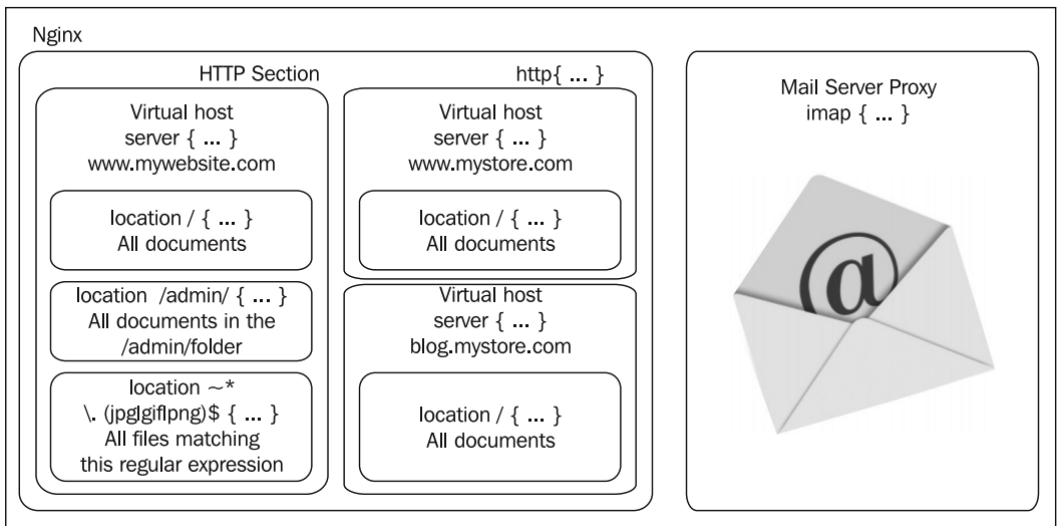 Nginx
HTTP Section
http{ ... }
Virtual host
server { ... }
www.mywebsite.com
location / { ... }
All documents
location /admin/ { ... }
All documents in the
/admin/folder
location ~*
\. (jpg|gif|png)$ { ... }
All files matching
this regular expression
Virtual host
server { ... }
www.mystore.com
location / { ... }
All documents
Virtual host
server { ... }
blog.mystore.com
location / { ... }
All documents
Mail Server Proxy
imap { ... }
@